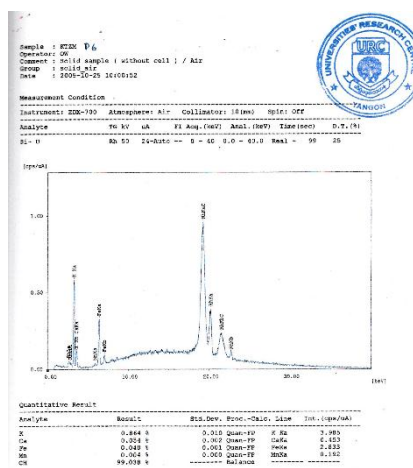 Sample : KTZM P6
Operator: OW
Comment : solid sample ( without cell ) / Air
Group : solid_air
Date : 2009-10-25 16:08:52
UNIVERSITIES' RESEARCH CENTRE
URC
YANGON
Measurement Condition
Instrument: EDX-700 Atmosphere: Air Collimator: 10(mm) Spin: Off
Analyte TG kV uA FI Acq.(keV) Anal.(keV) Time(sec) D.T.(%)
Rh 50 24-Auto -- 0 - 40 0.0 - Real - 99 25
[cps/uA]
1.00
0.50
0.00
0.00 10.00 20.00 30.00
[keV]
Quantitative Result
Analyte Result Std.Dev. Proc-Calc. Line Int.(cps/uA)
K 0.864 % 0.010 Quan-FP K Ka 3.985
Ca 0.054 % 0.002 Quan-FP CaKa 0.453
Fe 0.040 % 0.001 Quan-FP FeKa 2.833
Mn 0.004 % 0.000 Quan-FP MnKa 0.192
CH 99.038 % Balance